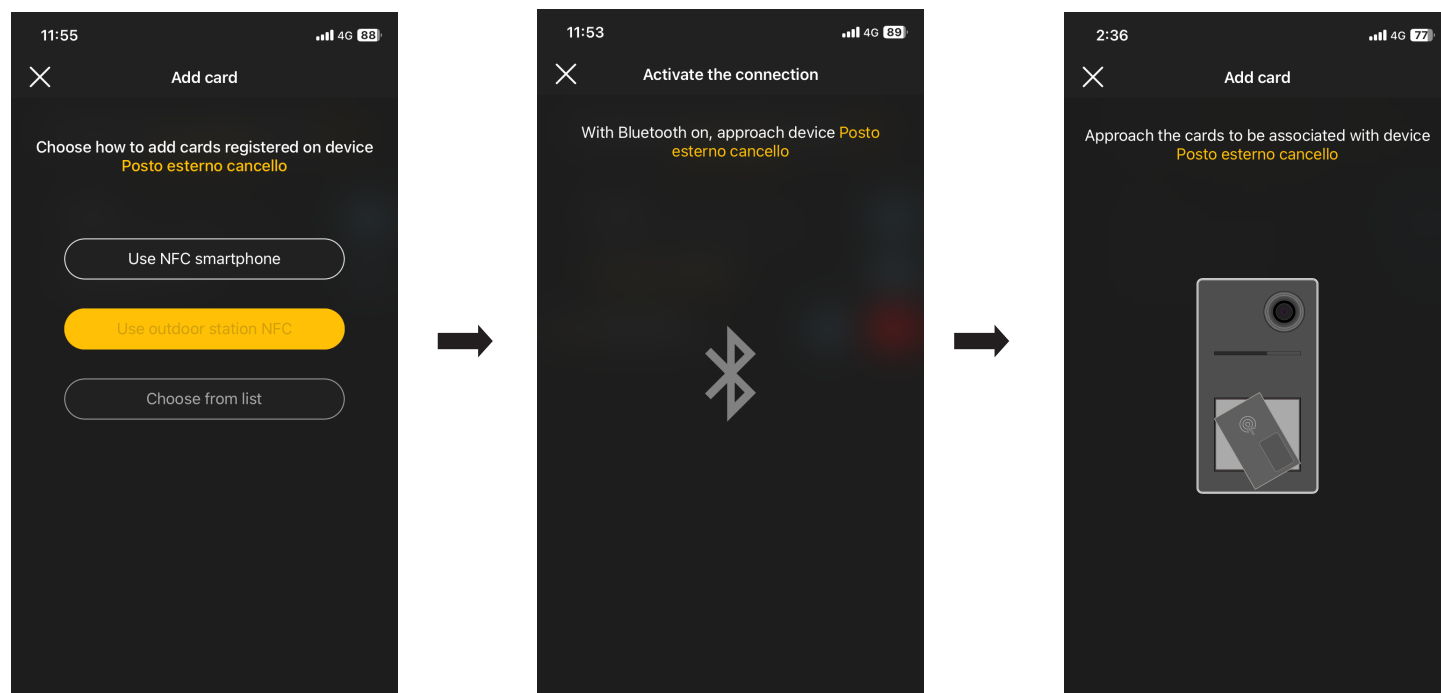 11:55
4G 88
Add card
Choose how to add cards registered on device
Posto esterno cancello
Use NFC smartphone
Use outdoor station NFC
Choose from list
11:53
4G 89
Activate the connection
With Bluetooth on, approach device Posto
esterno cancello
2:36
4G 77
Add card
Approach the cards to be associated with device
Posto esterno cancello